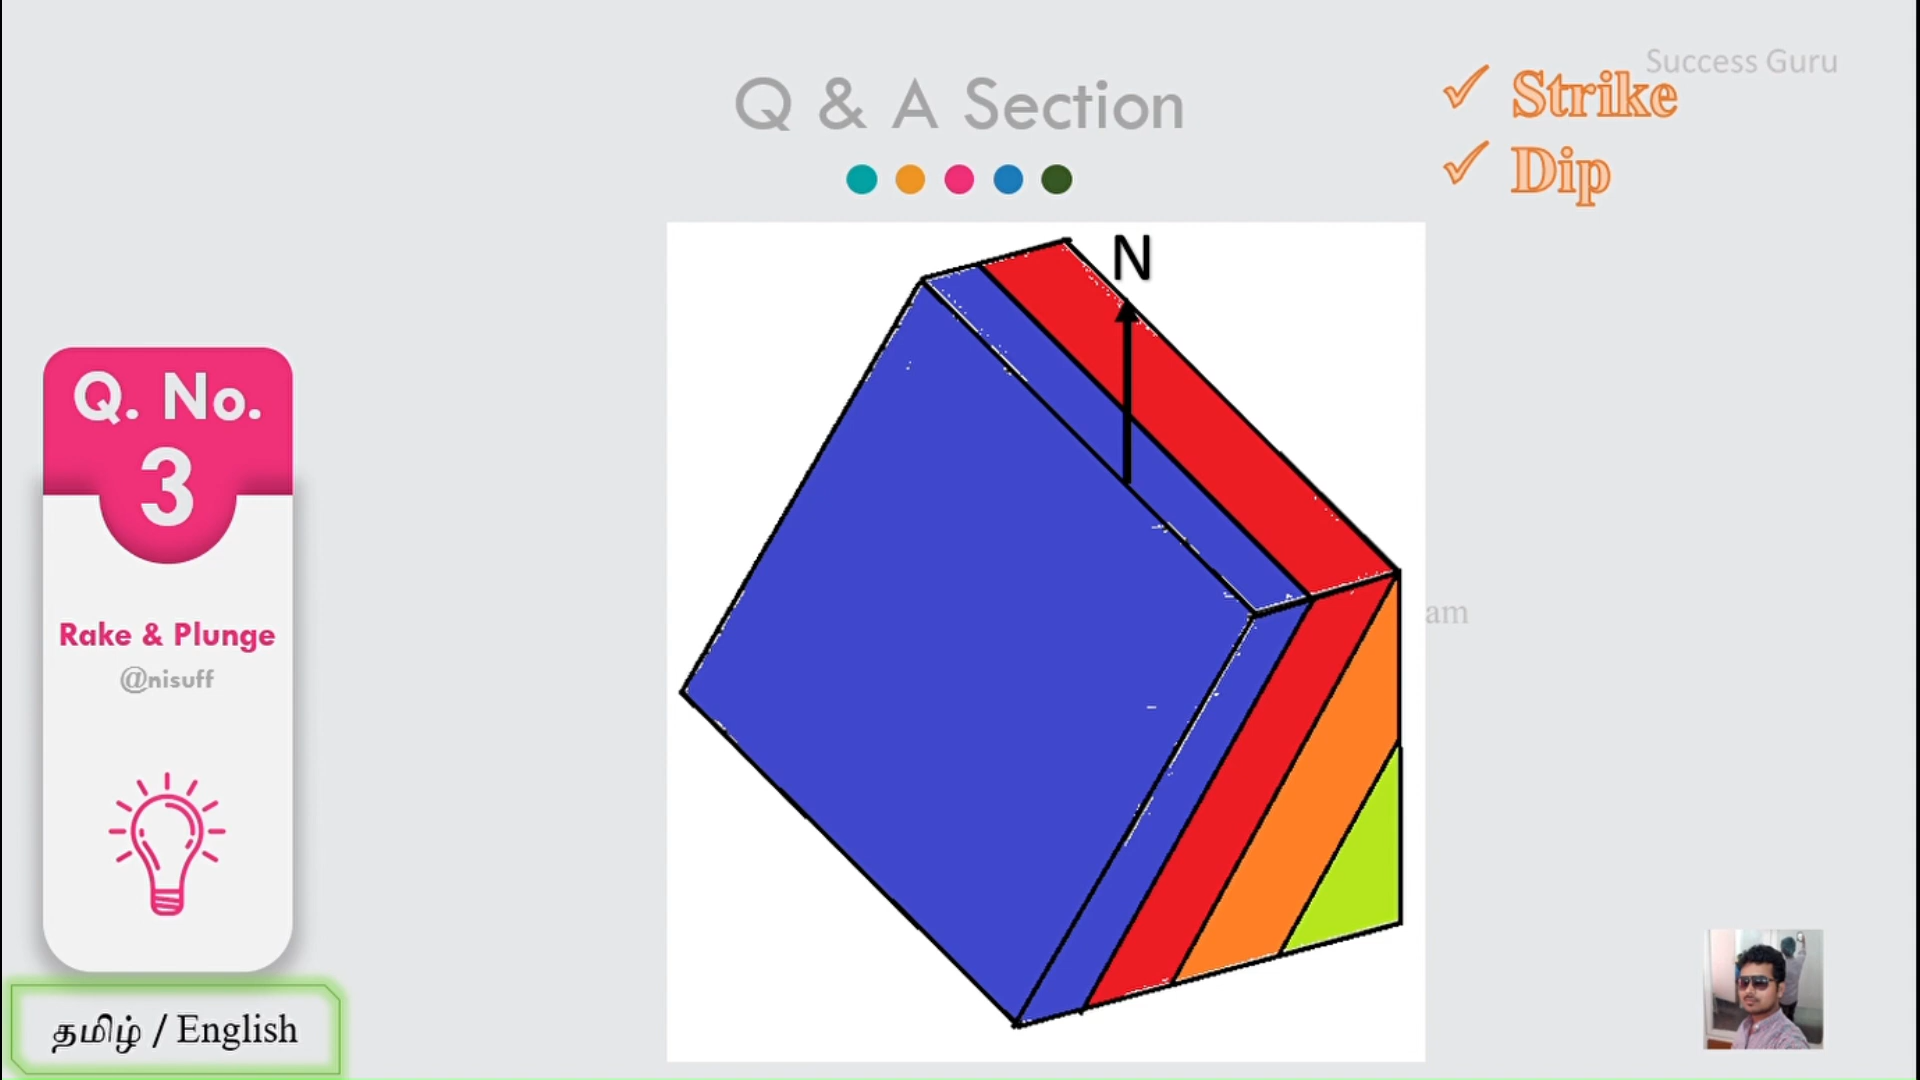 Success Guru
Q & A Section
✓ Strike
✓ Dip
N
Q. No.
3
Rake & Plunge
@nisuff
am
தமிழ் / English